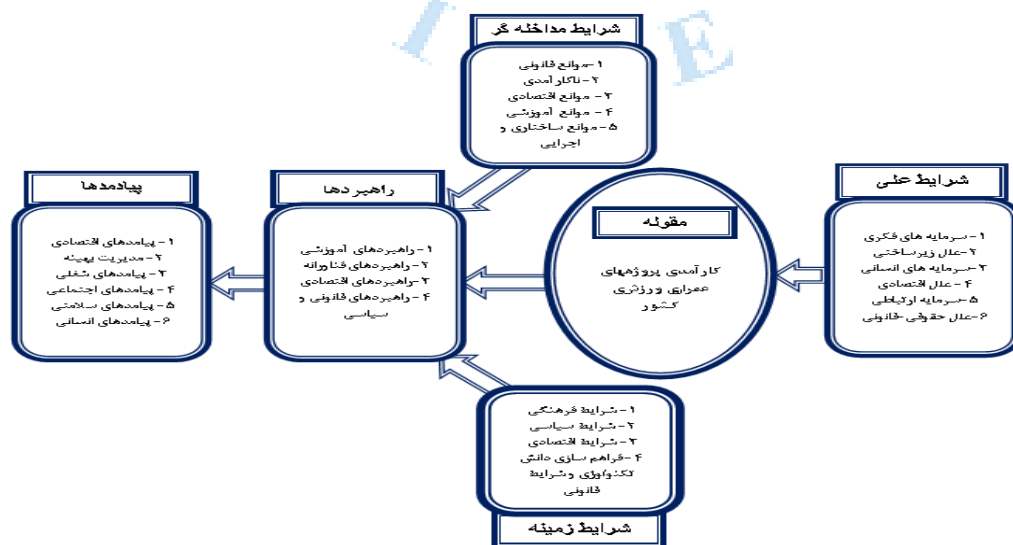 I
E
شرایط مداخله گر
۱-موانع قانونی
۲-ناکارآمدی
۳- موانع اقتصادی
۴- موانع آموزشی
۵-موانع ساختاری و
اجرایی
شرایط علی
۱-سرمایه های فکری
۲-علل زیرساختی
۳-سرمایه های انسانی
۴- علل اقتصادی
۵-سرمایه ارتباطی
۶-علل حقوقی-قانونی
مقوله
کارآمدی پروژههای
عمرای ورزشی
کشور
راهبردها
۱-راهبردهای آموزشی
۲-راهبردهای فناورانه
۳-راهبردهای اقتصادی
۴-راهبردهای قانونی و
سیاسی
پیامدها
۱- پیامدهای اقتصادی
۲-مدیریت بهینه
۳-پیامدهای شغلی
۴-پیامدهای اجتماعی
۵- پیامدهای سلامتی
۶- پیامدهای انسانی
۱-شرایط فرهنگی
۲-شرایط سیاسی
۳-شرایط اقتصادی
۴-فراهم سازی دانش
تکنولوژی وشرایط
قانونی
شرایط زمینه